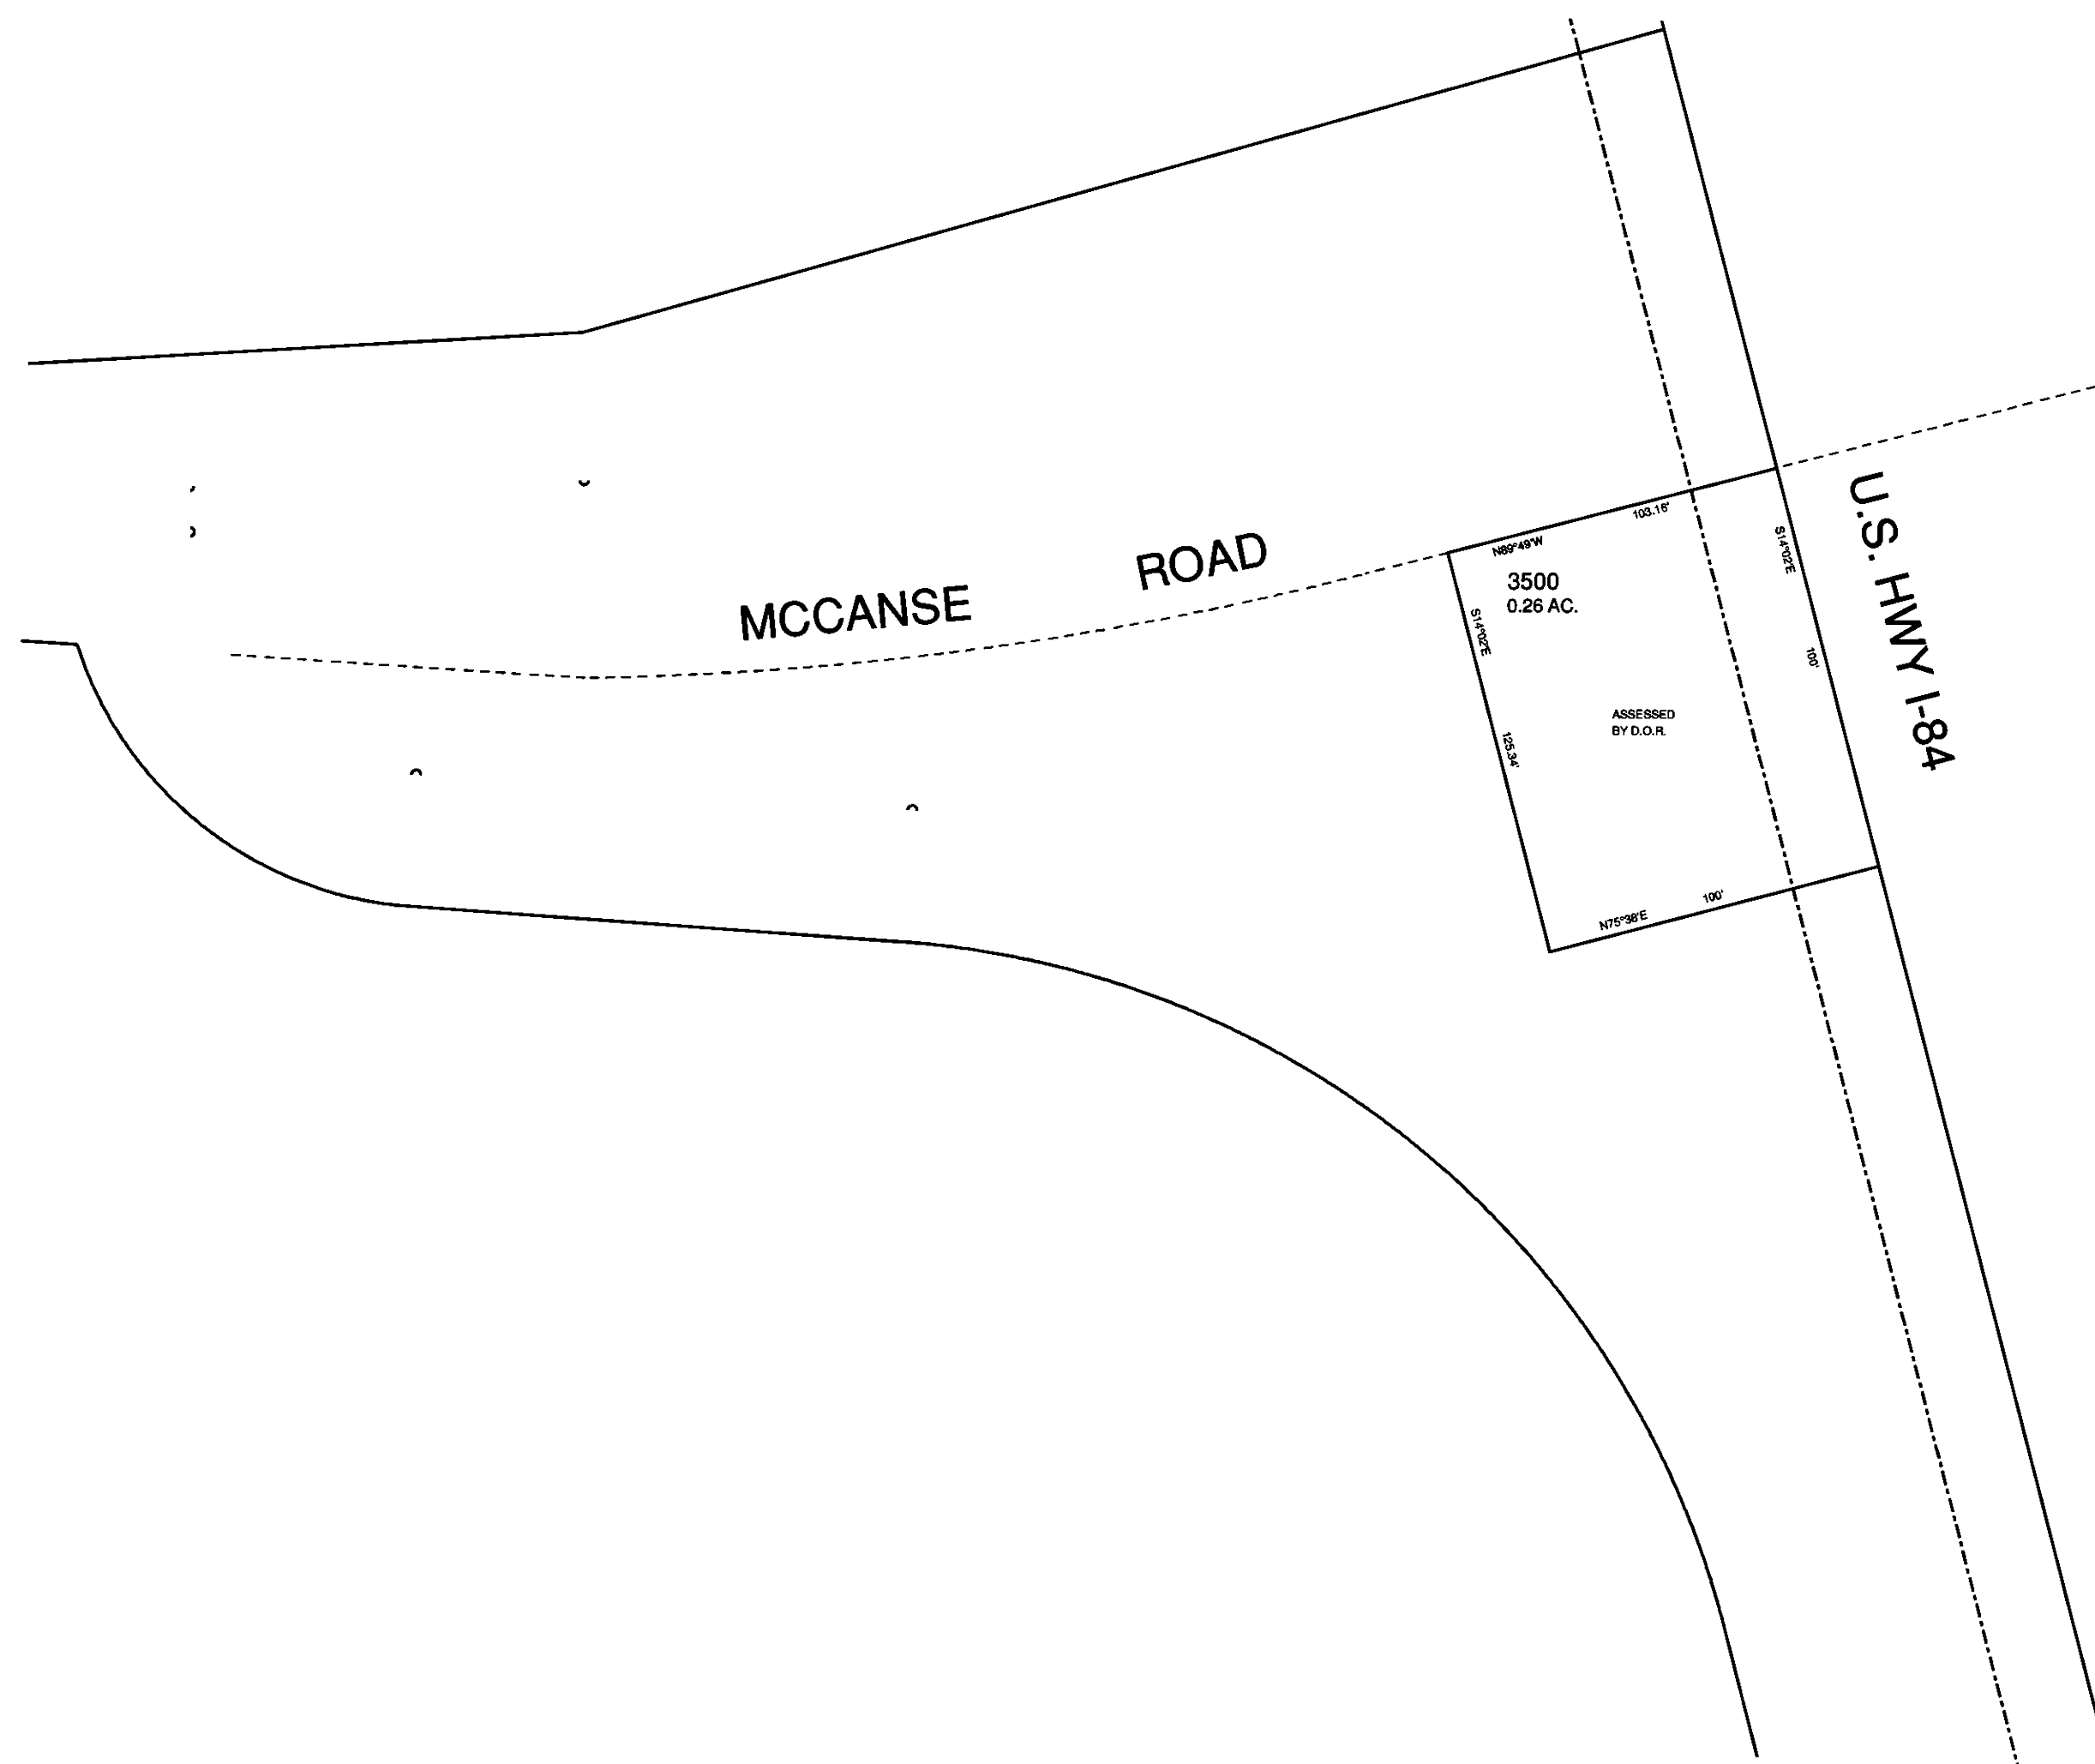 MCCANSE ROAD
103.16'
N89°49'W
3500
0.26 AC.
S14°02'E
125.34'
ASSESSED
BY D.O.R.
S14°02'E
100'
N75°38'E
100'
U.S. HWY I-84